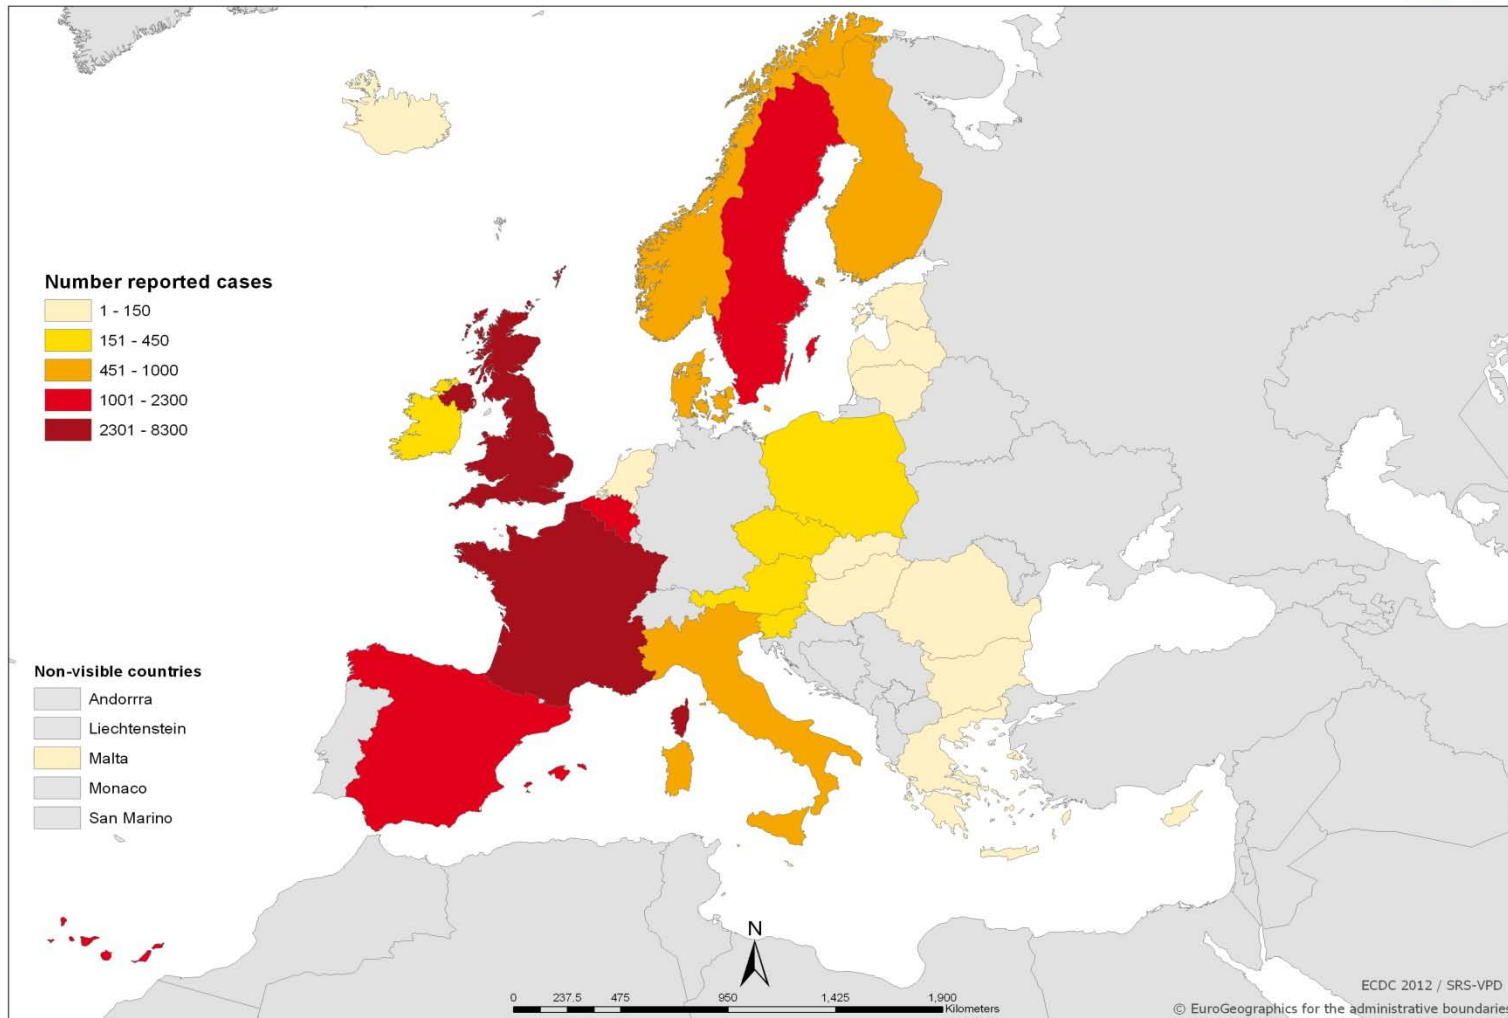 Number reported cases
1 - 150
151 - 450
451 - 1000
1001 - 2300
2301 - 8300
Non-visible countries
Andorrra
Liechtenstein
Malta
Monaco
San Marino
N
0 237.5 475 950 1,425 1,900
Kilometers
ECDC 2012 / SRS-VPD
© EuroGeographics for the administrative boundaries